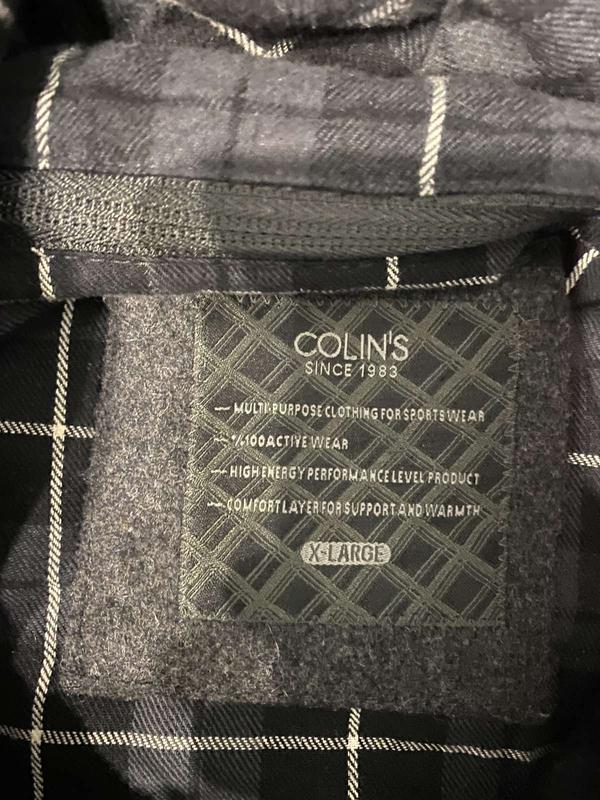 COLIN'S
SINCE 1983
— MULTI-PURPOSE CLOTHING FOR SPORTS WEAR
— %100 ACTIVE WEAR
— HIGH ENERGY PERFORMANCE LEVEL PRODUCT
— COMFORT LAYER FOR SUPPORT AND WARMTH
X-LARGE